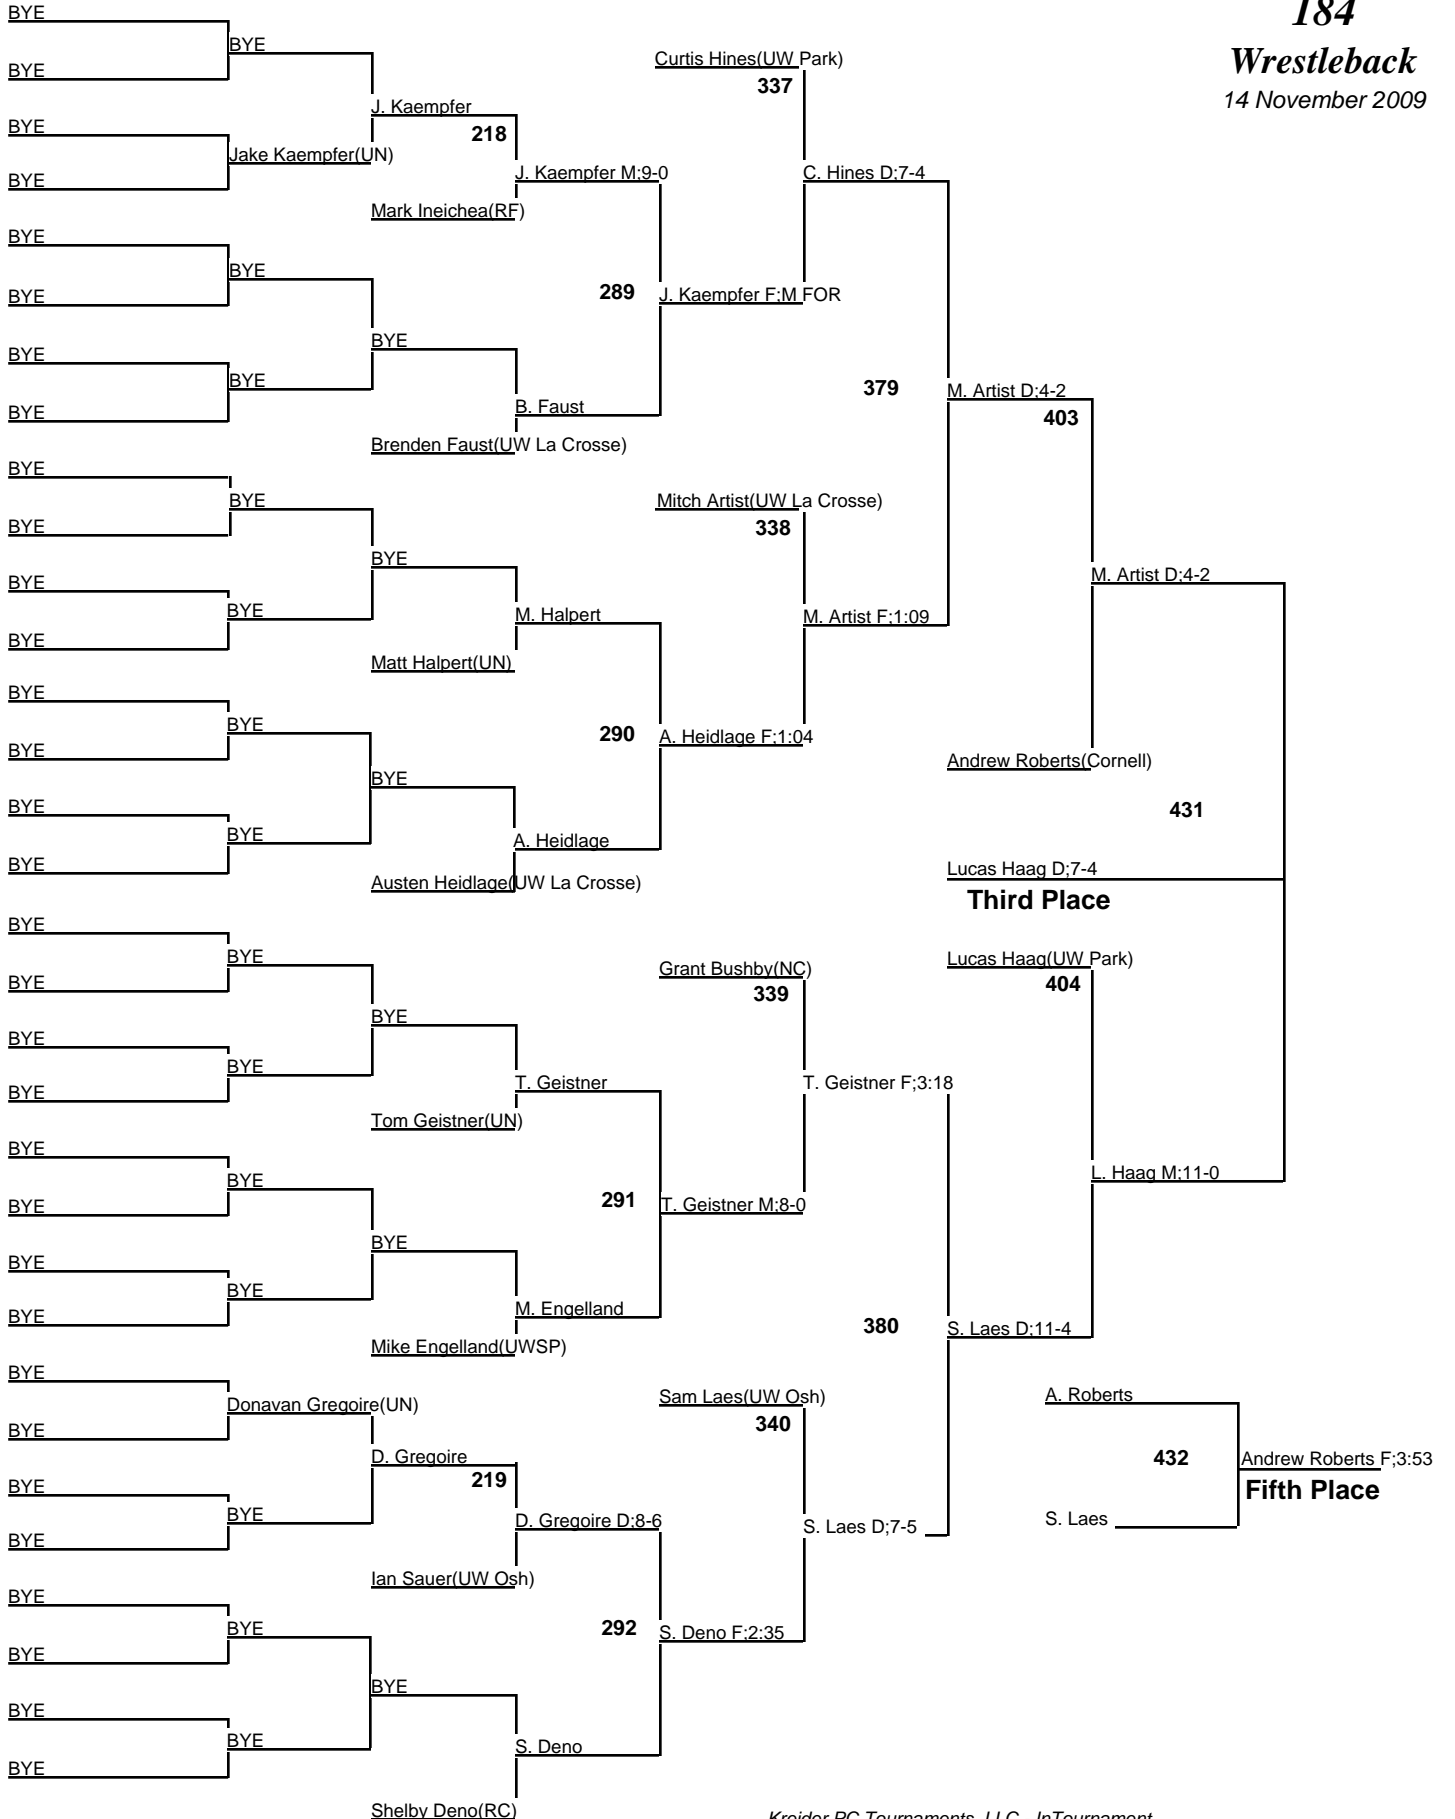 184
Wrestleback
14 November 2009
BYE
BYE
BYE
J. Kaempfer
218
BYE
Jake Kaempfer(UN)
BYE
J. Kaempfer M;9-0
Mark Ineichea(RF)
Curtis Hines(UW Park)
337
C. Hines D;7-4
BYE
BYE
BYE
289
J. Kaempfer F;M FOR
BYE
BYE
BYE
BYE
B. Faust
Brenden Faust(UW La Crosse)
379
M. Artist D;4-2
403
BYE
BYE
BYE
Mitch Artist(UW La Crosse)
338
BYE
BYE
BYE
BYE
M. Halpert
Matt Halpert(UN)
M. Artist F;1:09
M. Artist D;4-2
BYE
BYE
BYE
290
A. Heidlage F;1:04
BYE
BYE
BYE
BYE
A. Heidlage
Austen Heidlage(UW La Crosse)
Andrew Roberts(Cornell)
431
Lucas Haag D;7-4
Third Place
BYE
BYE
BYE
Grant Bushby(NC)
339
Lucas Haag(UW Park)
404
BYE
BYE
BYE
BYE
T. Geistner
Tom Geistner(UN)
T. Geistner F;3:18
BYE
BYE
BYE
291
T. Geistner M;8-0
L. Haag M;11-0
BYE
BYE
BYE
BYE
M. Engelland
Mike Engelland(UWSP)
380
S. Laes D;11-4
BYE
Donavan Gregoire(UN)
BYE
D. Gregoire
219
Sam Laes(UW Osh)
340
A. Roberts
432
Andrew Roberts F;3:53
Fifth Place
S. Laes
BYE
BYE
BYE
D. Gregoire D;8-6
Ian Sauer(UW Osh)
S. Laes D;7-5
BYE
BYE
BYE
292
S. Deno F;2:35
BYE
BYE
BYE
BYE
S. Deno
Shelby Deno(RC)
Kreider PC Tournaments, LLC - InTournament